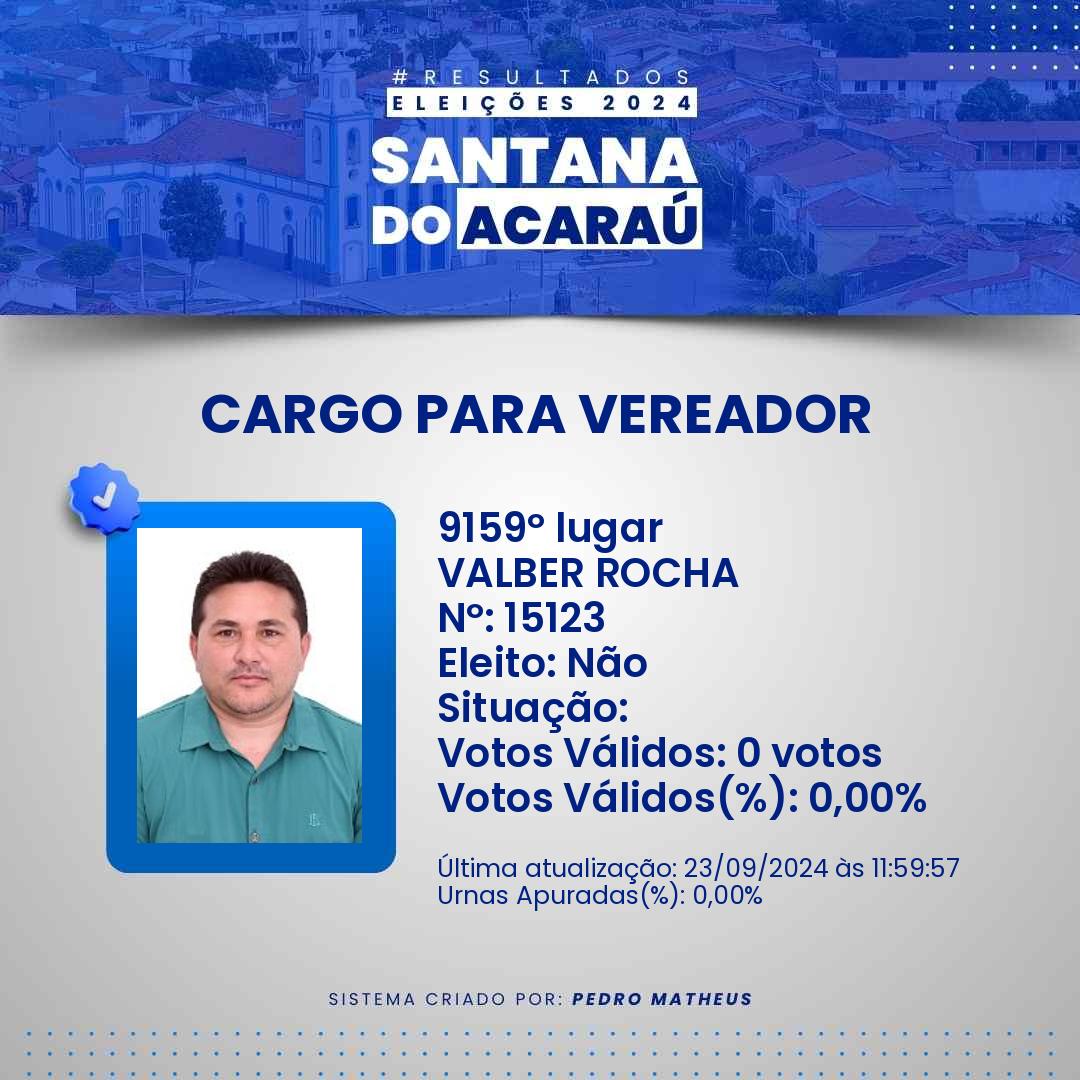 #RESULTADOS
ELEIÇÕES 2024
SANTANA
DO ACARAÚ
CARGO PARA VEREADOR
9159º lugar
VALBER ROCHA
Nº: 15123
Eleito: Não
Situação:
Votos Válidos: 0 votos
Votos Válidos(%): 0,00%
Última atualização: 23/09/2024 às 11:59:57
Urnas Apuradas(%): 0,00%
SISTEMA CRIADO POR: PEDRO MATHEUS